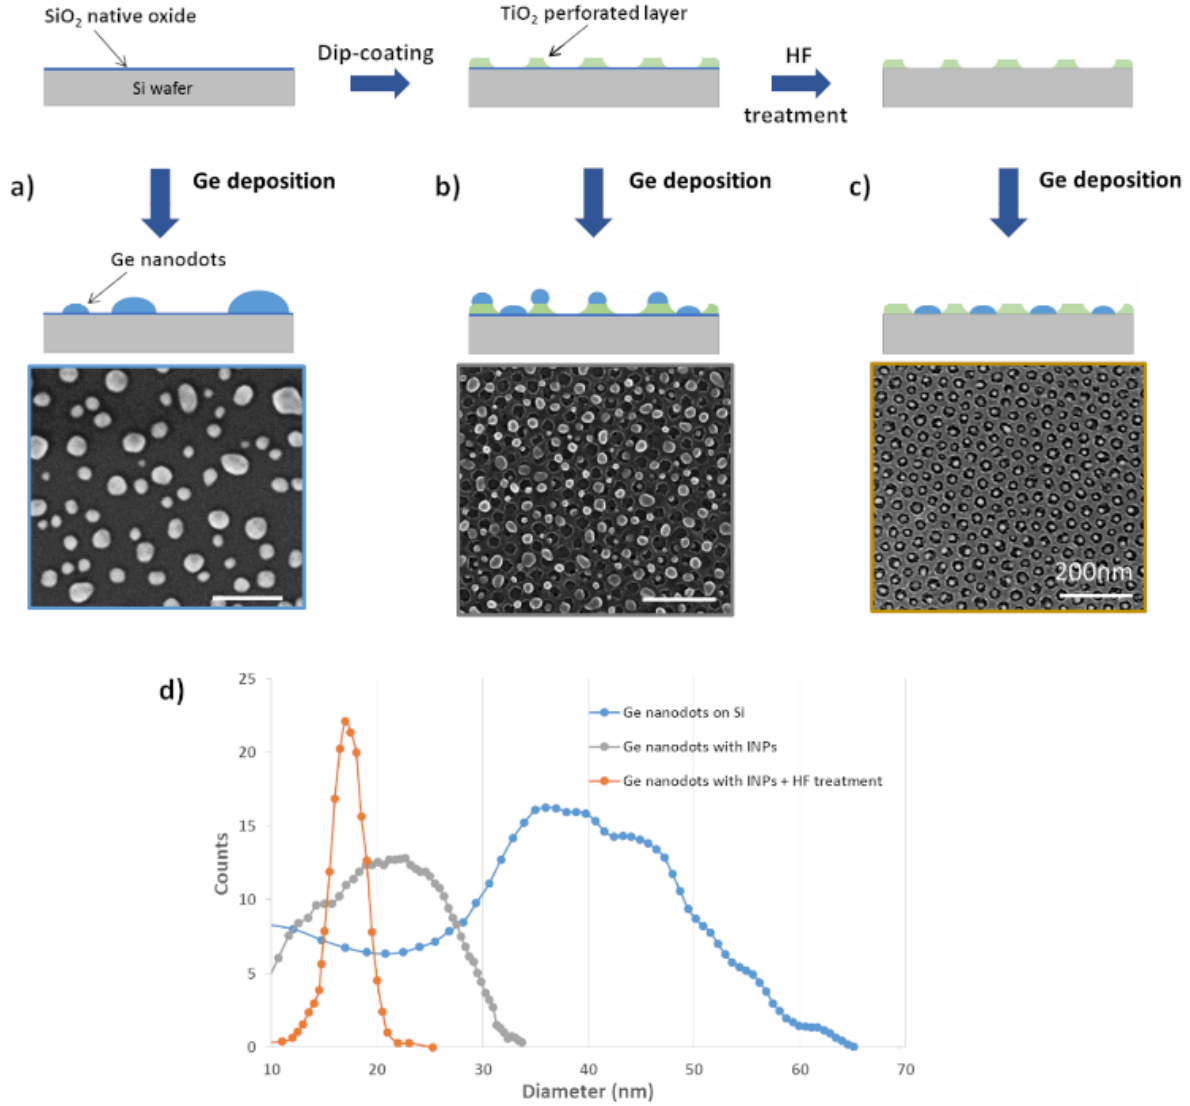 SiO₂ native oxide
Si wafer
Dip-coating
TiO₂ perforated layer
HF
treatment
a)
Ge deposition
b)
Ge deposition
c)
Ge deposition
Ge nanodots
200nm
d)
25
20
15
10
5
0
Counts
Ge nanodots on Si
Ge nanodots with INPs
Ge nanodots with INPs + HF treatment
10 20 30 40 50 60 70
Diameter (nm)